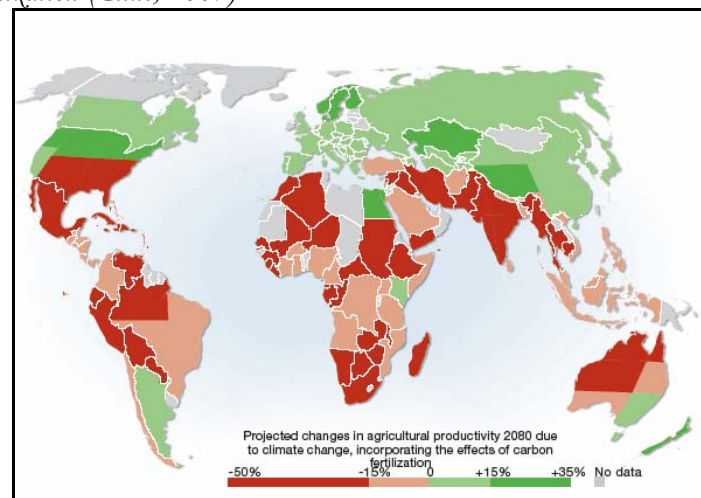 Projected changes in agricultural productivity 2080 due
to climate change, incorporating the effects of carbon
fertilization
-50% -15% 0 +15% +35% No data